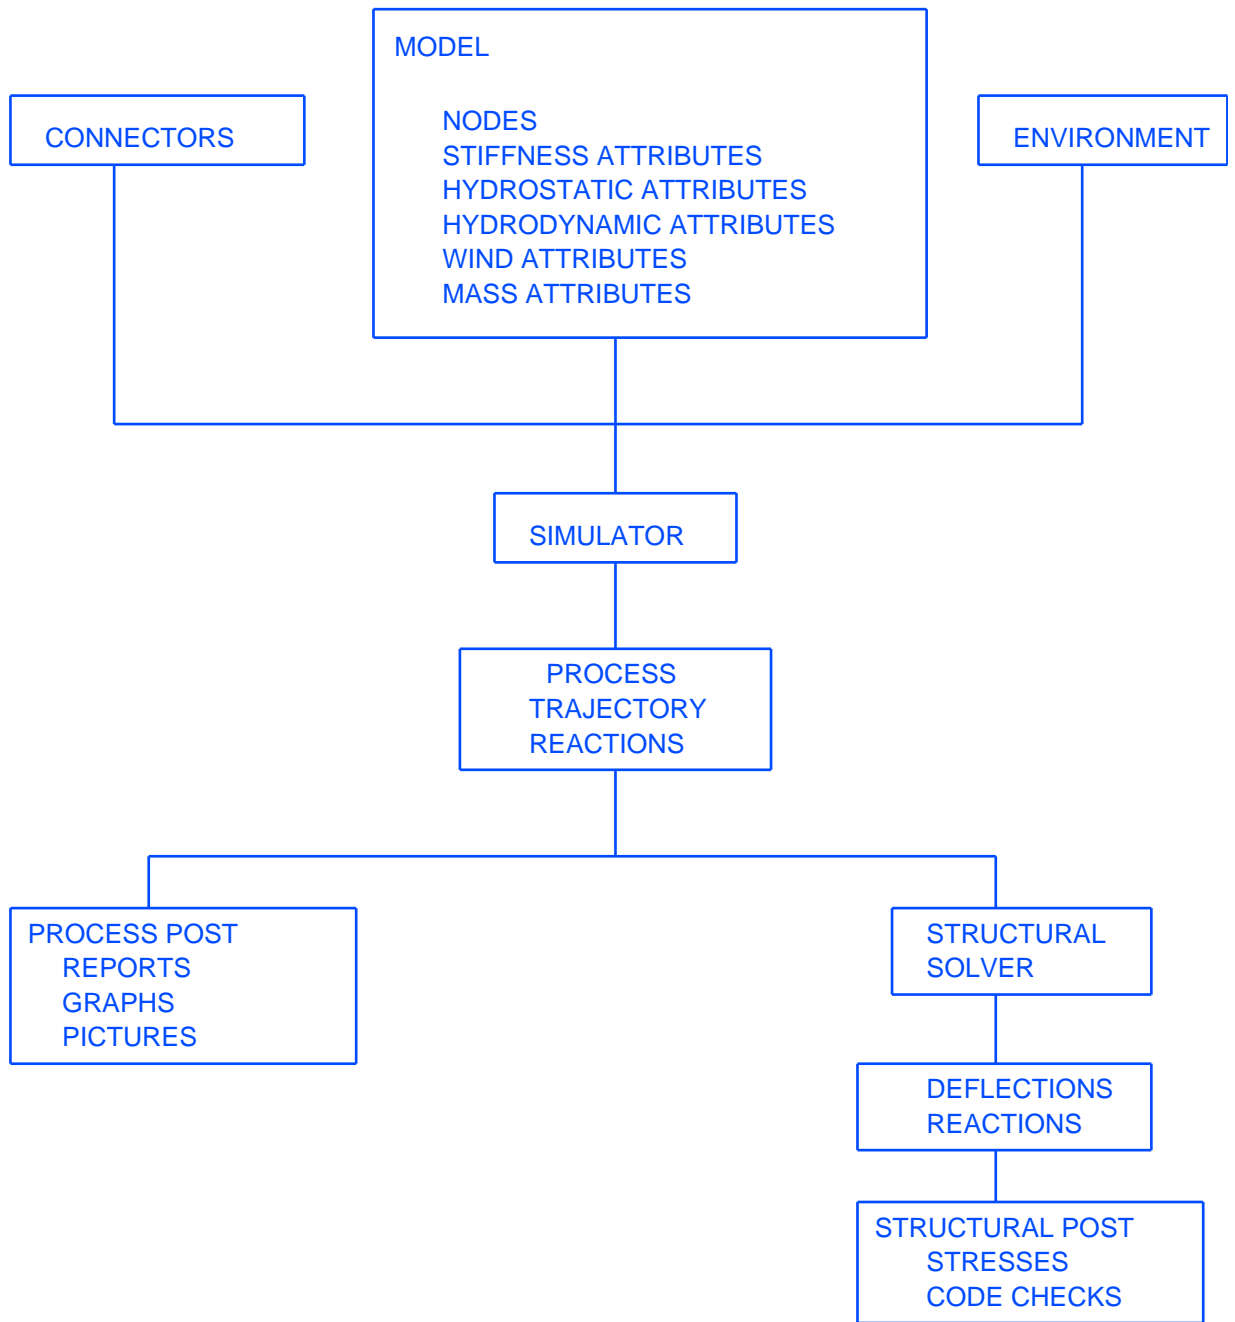 MODEL
NODES
STIFFNESS ATTRIBUTES
HYDROSTATIC ATTRIBUTES
HYDRODYNAMIC ATTRIBUTES
WIND ATTRIBUTES
MASS ATTRIBUTES
CONNECTORS
ENVIRONMENT
SIMULATOR
PROCESS
TRAJECTORY
REACTIONS
PROCESS POST
REPORTS
GRAPHS
PICTURES
STRUCTURAL
SOLVER
DEFLECTIONS
REACTIONS
STRUCTURAL POST
STRESSES
CODE CHECKS